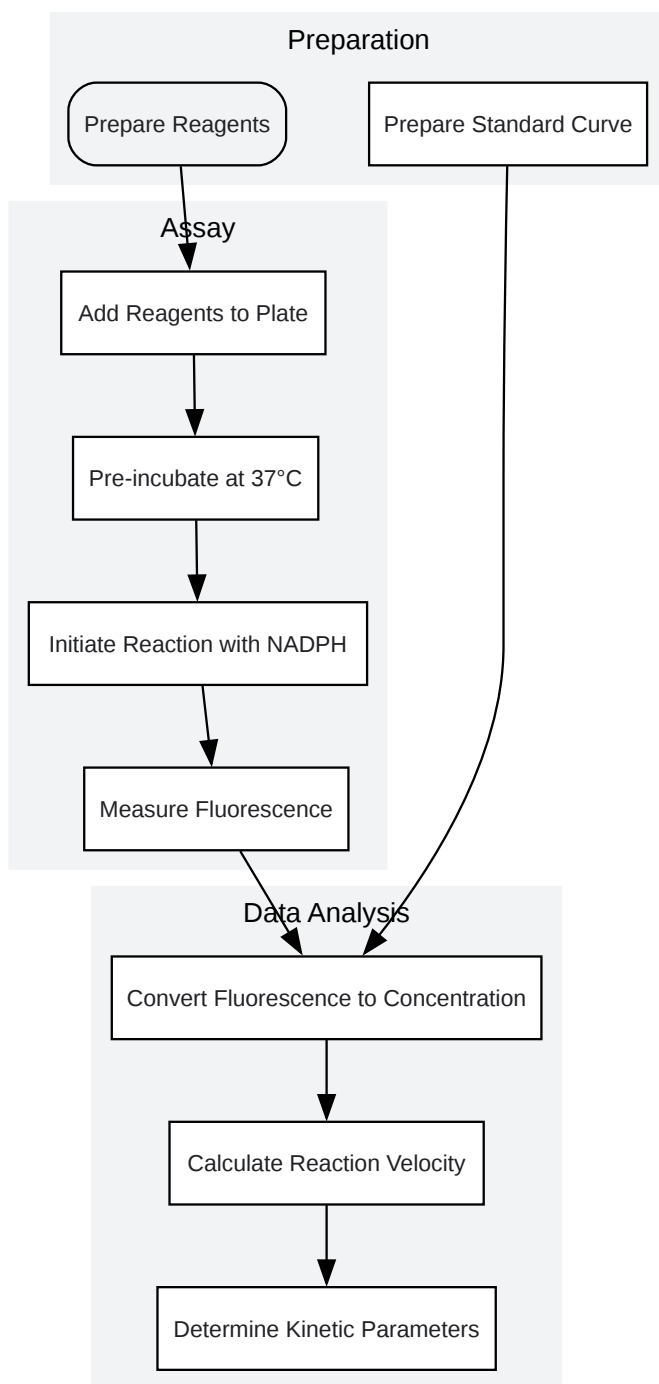 Preparation
Prepare Reagents
Prepare Standard Curve
Assay
Add Reagents to Plate
Pre-incubate at 37°C
Initiate Reaction with NADPH
Measure Fluorescence
Data Analysis
Convert Fluorescence to Concentration
Calculate Reaction Velocity
Determine Kinetic Parameters